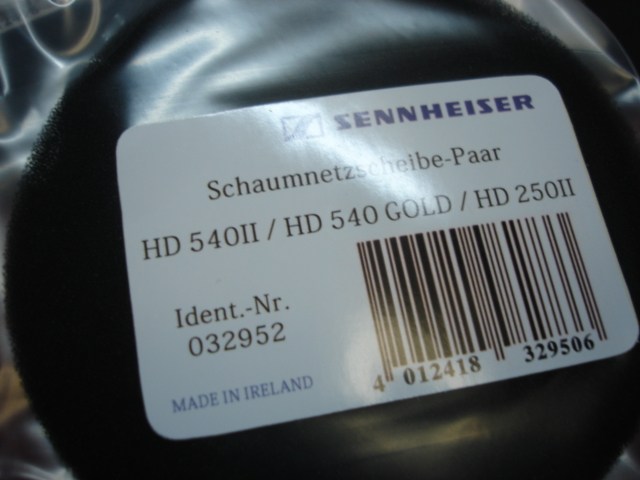 SENNHEISER
Schaumnetzscheibe-Paar
HD 540II / HD 540 GOLD / HD 250II
Ident.-Nr.
032952
MADE IN IRELAND
4 012418 329506